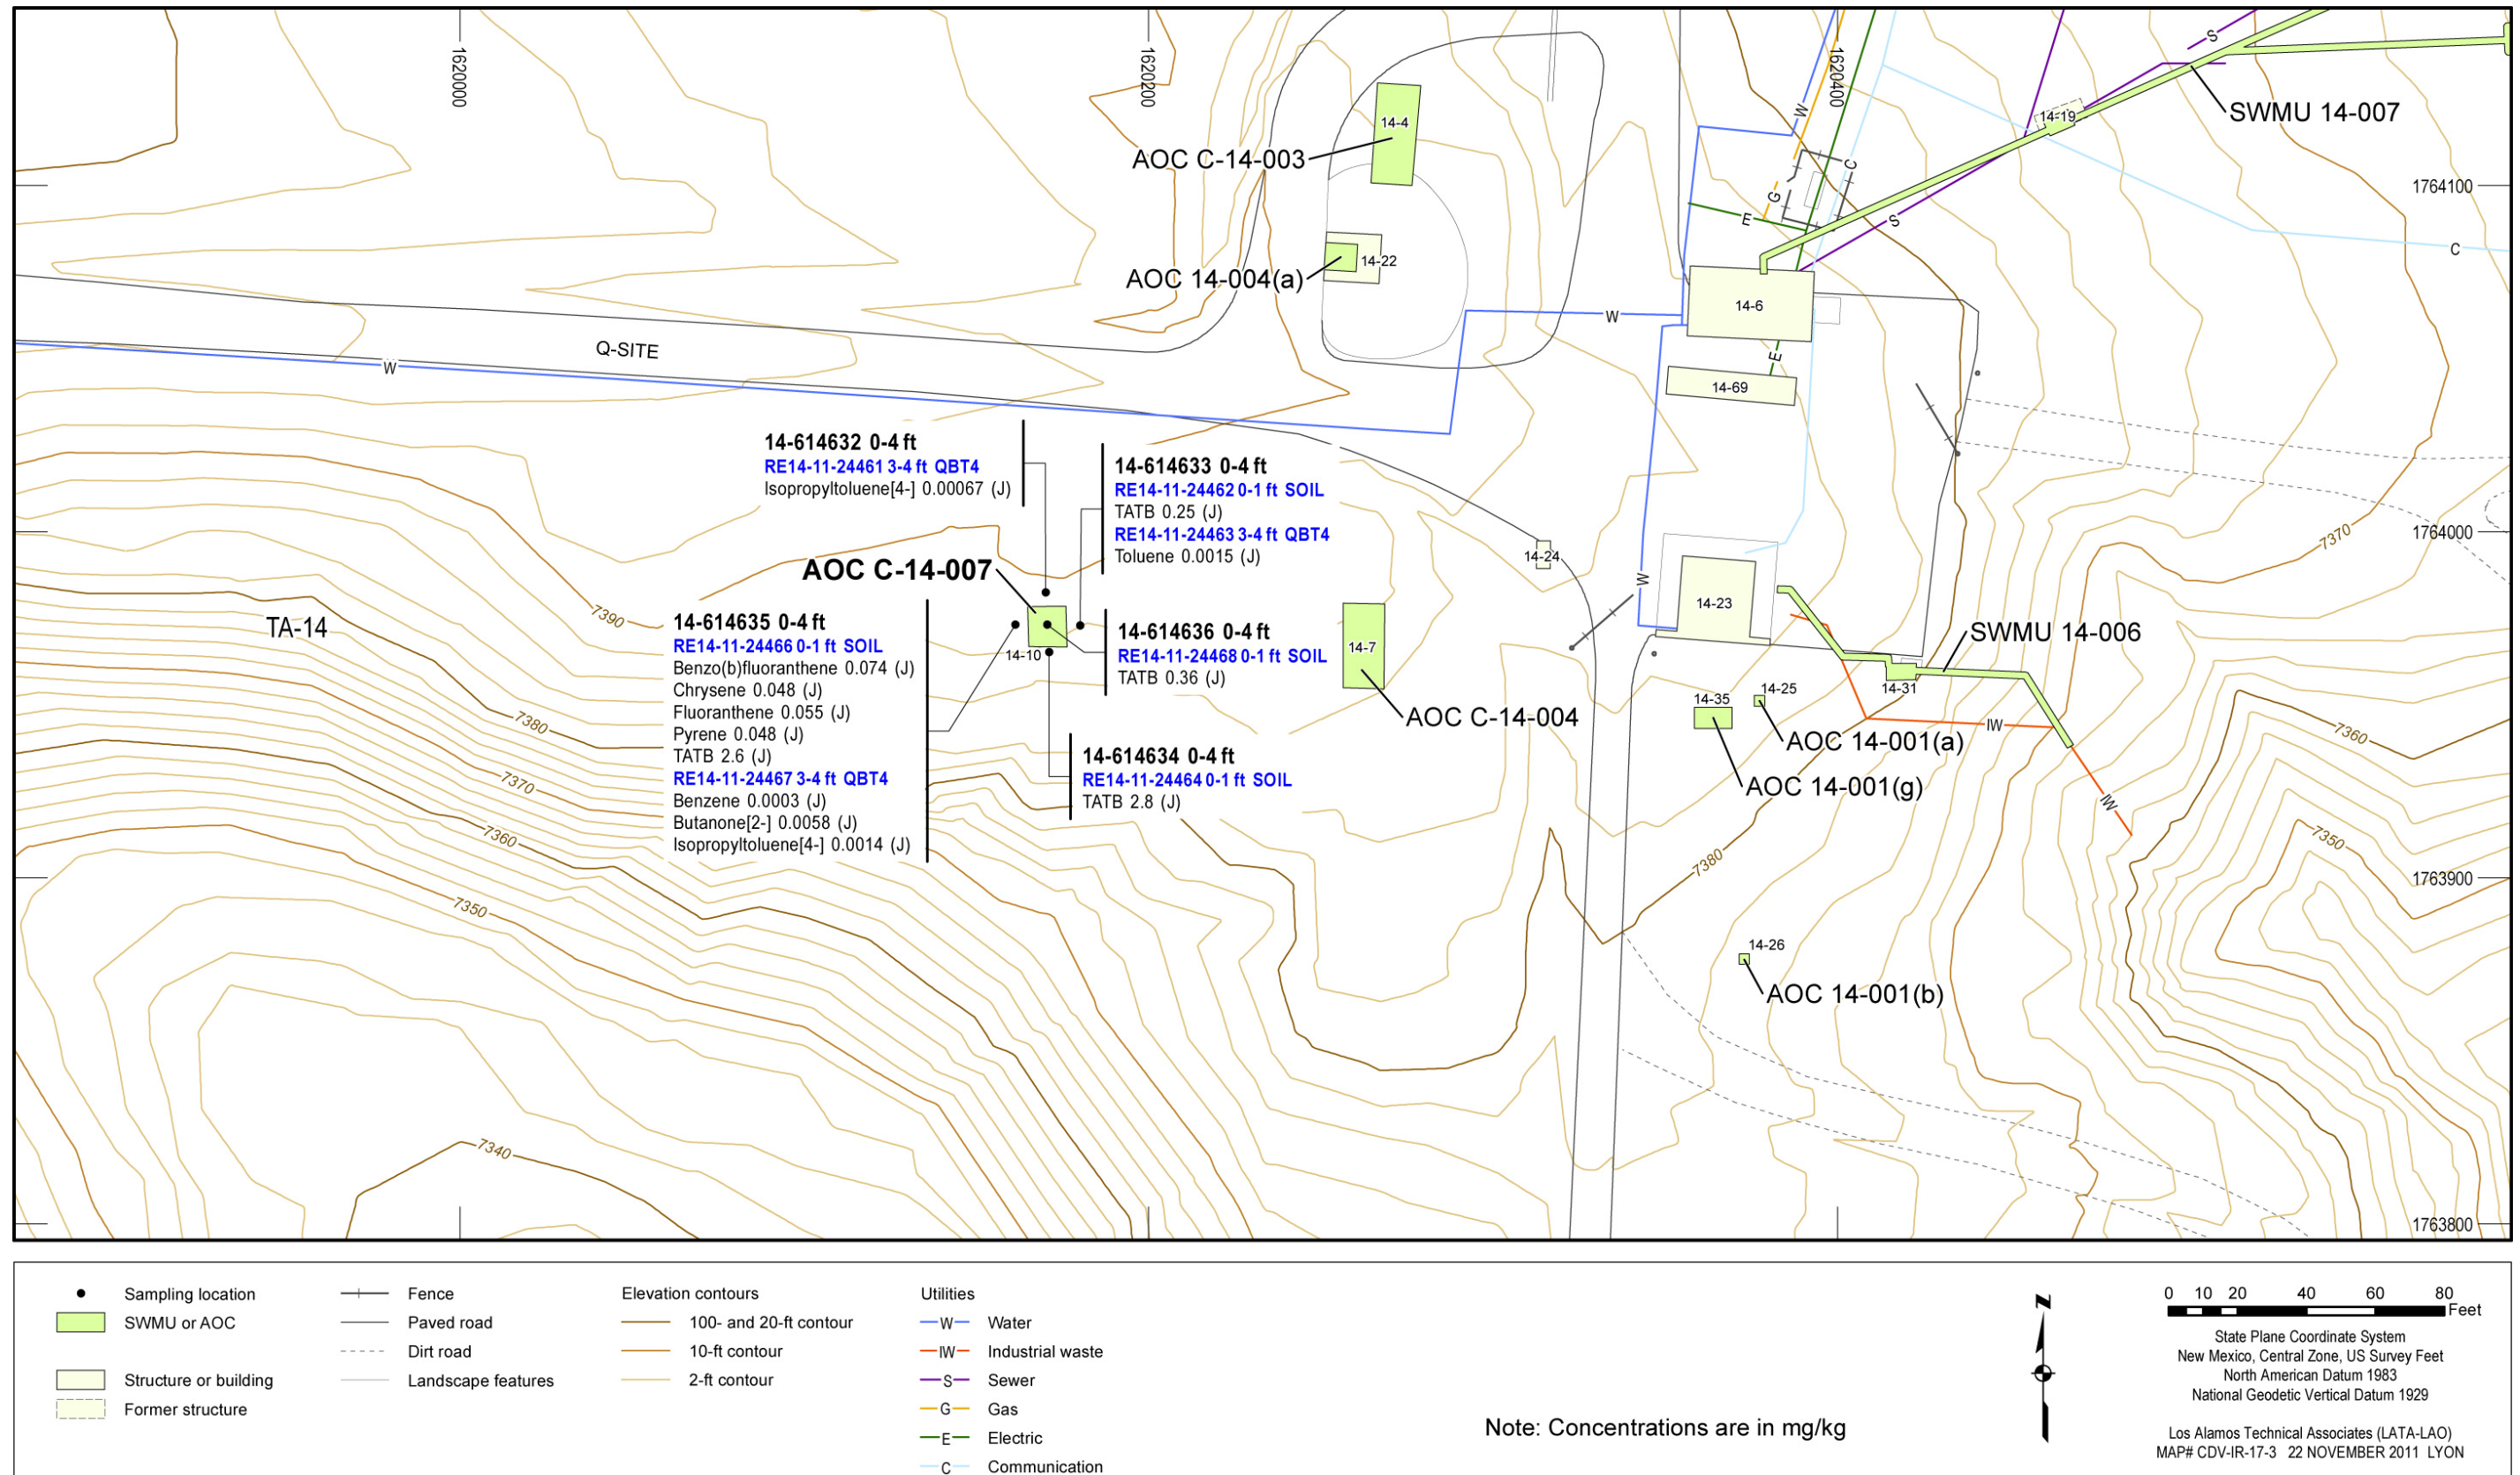 1620000
1620200
1620400
S
SWMU 14-007
14-19
W
14-4
AOC C-14-003
C
G
E
S
1764100
C
14-22
AOC 14-004(a)
14-6
W
Q-SITE
W
E
14-69
14-614632 0-4 ft
RE14-11-24461 3-4 ft QBT4
Isopropyltoluene[4-] 0.00067 (J)
14-614633 0-4 ft
RE14-11-24462 0-1 ft SOIL
TATB 0.25 (J)
RE14-11-24463 3-4 ft QBT4
Toluene 0.0015 (J)
1764000
7370
14-24
W
AOC C-14-007
14-23
7390
TA-14
14-614635 0-4 ft
RE14-11-24466 0-1 ft SOIL
Benzo(b)fluoranthene 0.074 (J)
Chrysene 0.048 (J)
Fluoranthene 0.055 (J)
Pyrene 0.048 (J)
TATB 2.6 (J)
RE14-11-24467 3-4 ft QBT4
Benzene 0.0003 (J)
Butanone[2-] 0.0058 (J)
Isopropyltoluene[4-] 0.0014 (J)
14-10
14-614636 0-4 ft
RE14-11-24468 0-1 ft SOIL
TATB 0.36 (J)
14-614634 0-4 ft
RE14-11-24464 0-1 ft SOIL
TATB 2.8 (J)
14-7
AOC C-14-004
SWMU 14-006
14-31
14-25
14-35
IW
AOC 14-001(a)
AOC 14-001(g)
IW
7380
7370
7360
7350
7340
7380
7360
7350
1763900
14-26
AOC 14-001(b)
1763800
Sampling location
SWMU or AOC
Structure or building
Former structure
Fence
Paved road
Dirt road
Landscape features
Elevation contours
100- and 20-ft contour
10-ft contour
2-ft contour
Utilities
W Water
IW Industrial waste
S Sewer
G Gas
E Electric
C Communication
Note: Concentrations are in mg/kg
N
0 10 20 40 60 80
Feet
State Plane Coordinate System
New Mexico, Central Zone, US Survey Feet
North American Datum 1983
National Geodetic Vertical Datum 1929
Los Alamos Technical Associates (LATA-LAO)
MAP# CDV-IR-17-3 22 NOVEMBER 2011 LYON